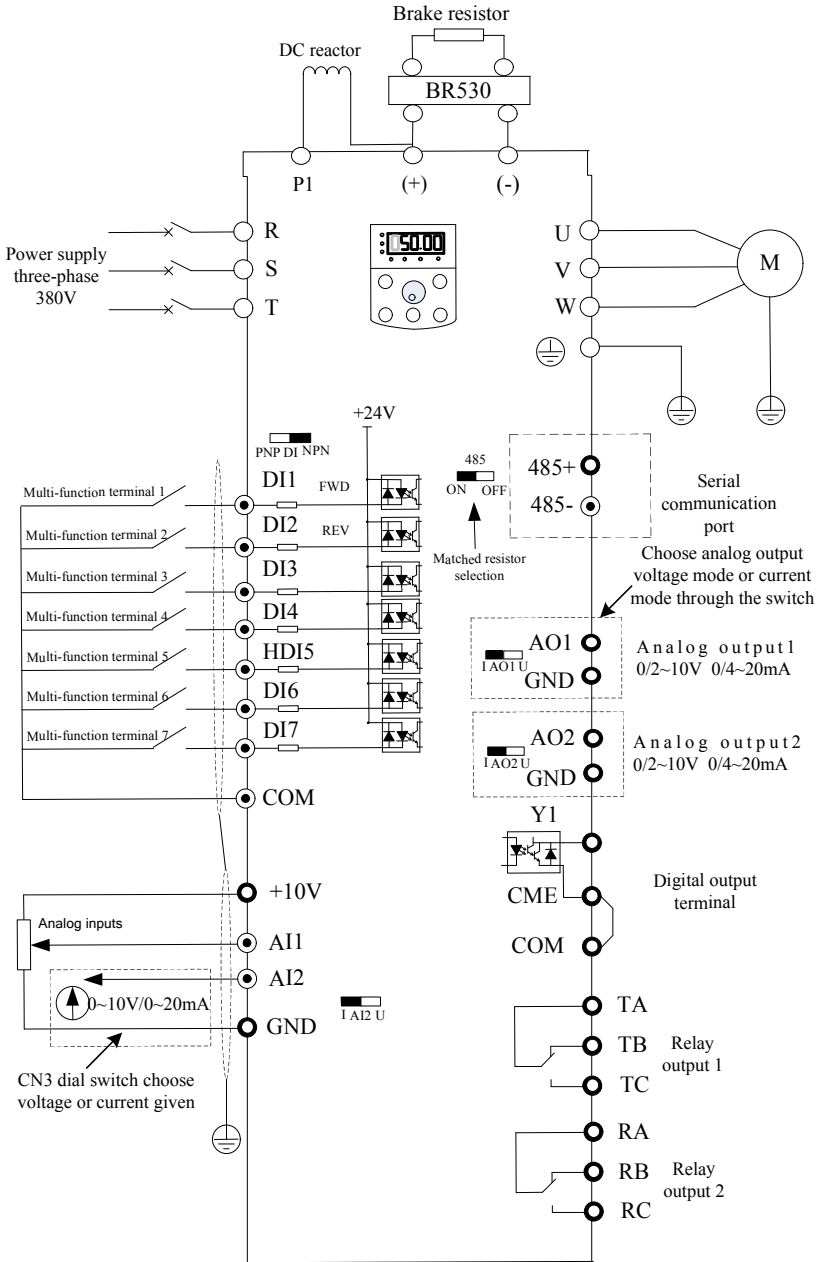 Brake resistor
DC reactor
BR530
P1
(+)
(-)
R
S
T
Power supply
three-phase
380V
50.00
U
V
W
M
+24V
PNP DI NPN
DI1
FWD
DI2
REV
DI3
DI4
HDI5
DI6
DI7
COM
Multi-function terminal 1
Multi-function terminal 2
Multi-function terminal 3
Multi-function terminal 4
Multi-function terminal 5
Multi-function terminal 6
Multi-function terminal 7
485
ON OFF
Matched resistor
selection
485+
485-
Serial
communication
port
Choose analog output
voltage mode or current
mode through the switch
I AO1 U
AO1
GND
Analog output1
0/2~10V 0/4~20mA
I AO2 U
AO2
GND
Analog output2
0/2~10V 0/4~20mA
Y1
CME
COM
Digital output
terminal
+10V
Analog inputs
AI1
AI2
0~10V/0~20mA
GND
I AI2 U
CN3 dial switch choose
voltage or current given
TA
TB
TC
Relay
output 1
RA
RB
RC
Relay
output 2